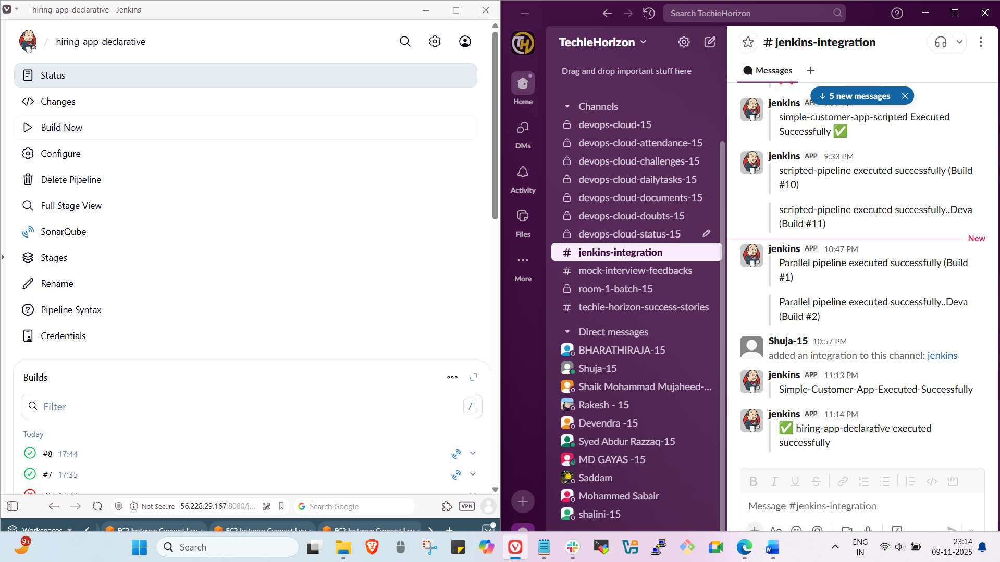 hiring-app-declarative - Jenkins
/ hiring-app-declarative
Status
Changes
Build Now
Configure
Delete Pipeline
Full Stage View
SonarQube
Stages
Rename
Pipeline Syntax
Credentials
Builds
Filter
/
Today
#8 17:44
#7 17:35
Not Secure 56.228.29.167:8080/j...
Search Google
VPN
Workspaces
EC2 Instance Connect
EC2 Instance Connect
EC2 Instance Connect
Search TechieHorizon
TH
TechieHorizon
Drag and drop important stuff here
Home
DMs
Activity
Files
More
Channels
devops-cloud-15
devops-cloud-attendance-15
devops-cloud-challenges-15
devops-cloud-dailytasks-15
devops-cloud-documents-15
devops-cloud-doubts-15
devops-cloud-status-15
# jenkins-integration
# mock-interview-feedbacks
room-1-batch-15
# techie-horizon-success-stories
Direct messages
BHARATHIRAJA-15
Shuja-15
Shaik Mohammad Mujaheed-...
Rakesh - 15
Devendra -15
Syed Abdur Razzaq-15
MD GAYAS -15
Saddam
Mohammed Sabair
shalini-15
# jenkins-integration
Messages
5 new messages
jenkins
simple-customer-app-scripted Executed
Successfully ✅
jenkins APP 9:33 PM
scripted-pipeline executed successfully (Build
#10)
scripted-pipeline executed successfully..Deva
(Build #11)
New
jenkins APP 10:47 PM
Parallel pipeline executed successfully (Build
#1)
Parallel pipeline executed successfully..Deva
(Build #2)
Shuja-15 10:57 PM
added an integration to this channel: jenkins
jenkins APP 11:13 PM
Simple-Customer-App-Executed-Successfully
jenkins APP 11:14 PM
✅ hiring-app-declarative executed
successfully
Message #jenkins-integration
9+
Search
ENG
IN
23:14
09-11-2025